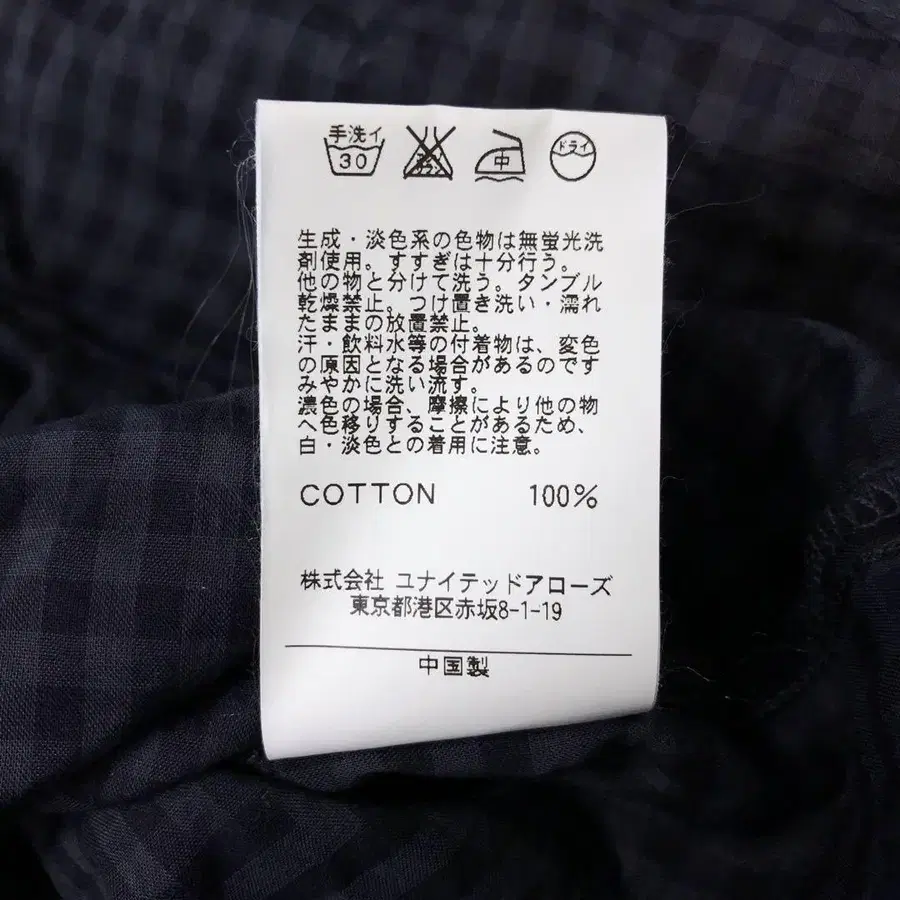 手洗イ
30
中
ドライ
生成・淡色系の色物は無蛍光洗
剤使用。すすぎは十分行う。
他の物と分けて洗う。タンブル
乾燥禁止。つけ置き洗い・濡れ
たままの放置禁止。
汗・飲料水等の付着物は、変色
の原因となる場合があるのです
みやかに洗い流す。
濃色の場合、摩擦により他の物
へ色移りすることがあるため、
白・淡色との着用に注意。
COTTON 100%
株式会社 ユナイテッドアローズ
東京都港区赤坂8-1-19
中国製